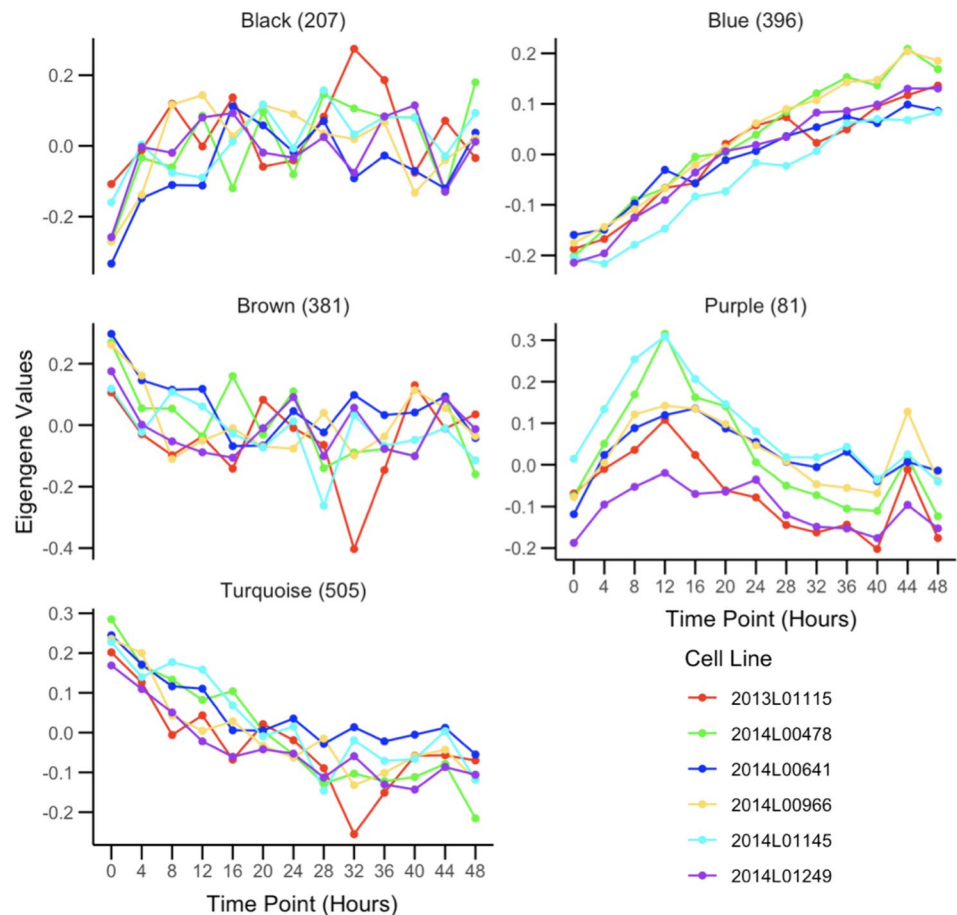 Black (207)
0.2
0.0
-0.2
Blue (396)
0.2
0.1
0.0
-0.1
-0.2
Eigengene Values
Brown (381)
0.2
0.0
-0.2
-0.4
Purple (81)
0.3
0.2
0.1
0.0
-0.1
-0.2
0 4 8 12 16 20 24 28 32 36 40 44 48
Time Point (Hours)
Turquoise (505)
0.3
0.2
0.1
0.0
-0.1
-0.2
0 4 8 12 16 20 24 28 32 36 40 44 48
Time Point (Hours)
Cell Line
2013L01115
2014L00478
2014L00641
2014L00966
2014L01145
2014L01249